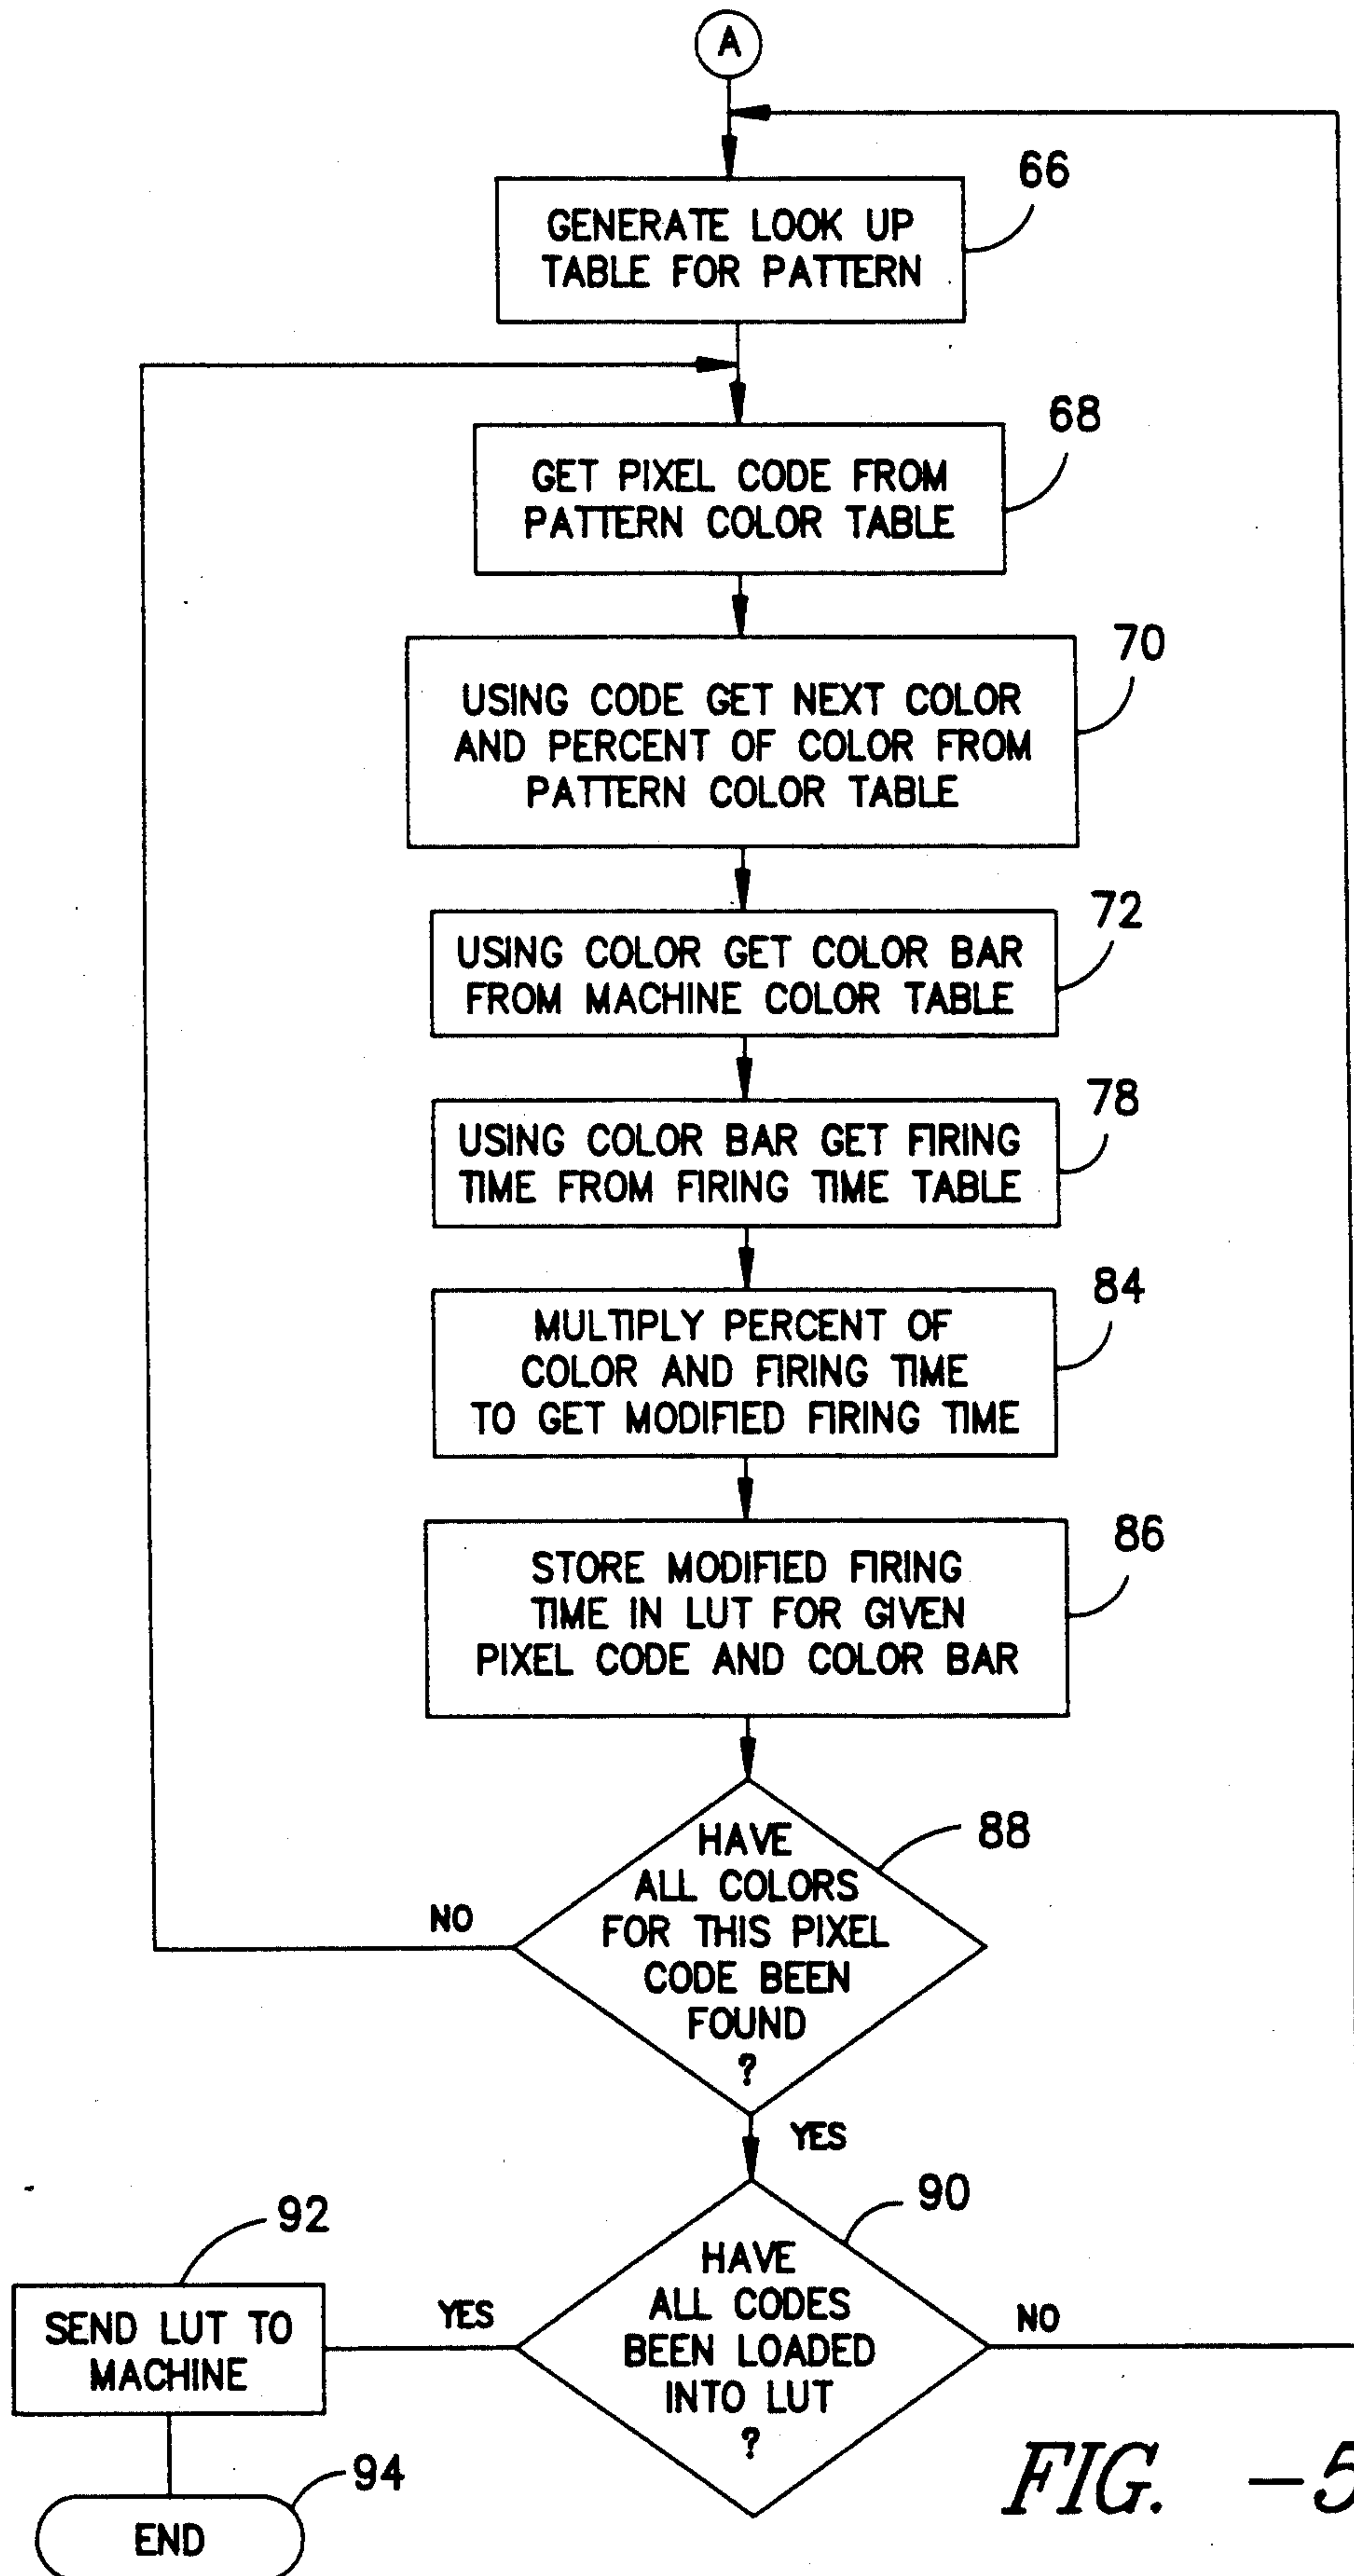 A
66
GENERATE LOOK UP
TABLE FOR PATTERN
68
GET PIXEL CODE FROM
PATTERN COLOR TABLE
70
USING CODE GET NEXT COLOR
AND PERCENT OF COLOR FROM
PATTERN COLOR TABLE
72
USING COLOR GET COLOR BAR
FROM MACHINE COLOR TABLE
78
USING COLOR BAR GET FIRING
TIME FROM FIRING TIME TABLE
84
MULTIPLY PERCENT OF
COLOR AND FIRING TIME
TO GET MODIFIED FIRING TIME
86
STORE MODIFIED FIRING
TIME IN LUT FOR GIVEN
PIXEL CODE AND COLOR BAR
88
HAVE
ALL COLORS
FOR THIS PIXEL
CODE BEEN
FOUND
?
NO
YES
90
HAVE
ALL CODES
BEEN LOADED
INTO LUT
?
YES
NO
92
SEND LUT TO
MACHINE
94
END
FIG. -5